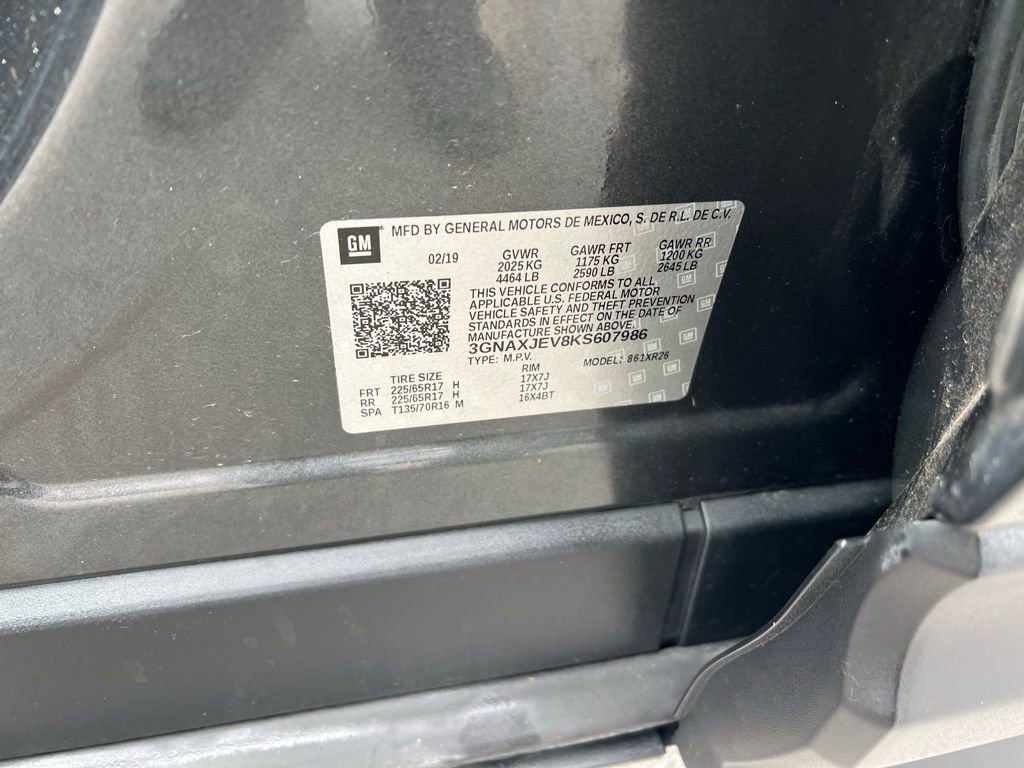 GM MFD BY GENERAL MOTORS DE MEXICO, S. DE R.L. DE C.V.
02/19 GVWR GAWR FRT GAWR RR
2025 KG 1175 KG 1200 KG
4464 LB 2590 LB 2645 LB
THIS VEHICLE CONFORMS TO ALL
APPLICABLE U.S. FEDERAL MOTOR
VEHICLE SAFETY AND THEFT PREVENTION
STANDARDS IN EFFECT ON THE DATE OF
MANUFACTURE SHOWN ABOVE.
3GNAXJEV8KS607986
TYPE: M.P.V. MODEL: 861XR26
TIRE SIZE RIM
FRT 225/65R17 H 17X7J
RR 225/65R17 H 17X7J
SPA T135/70R16 M 16X4BT